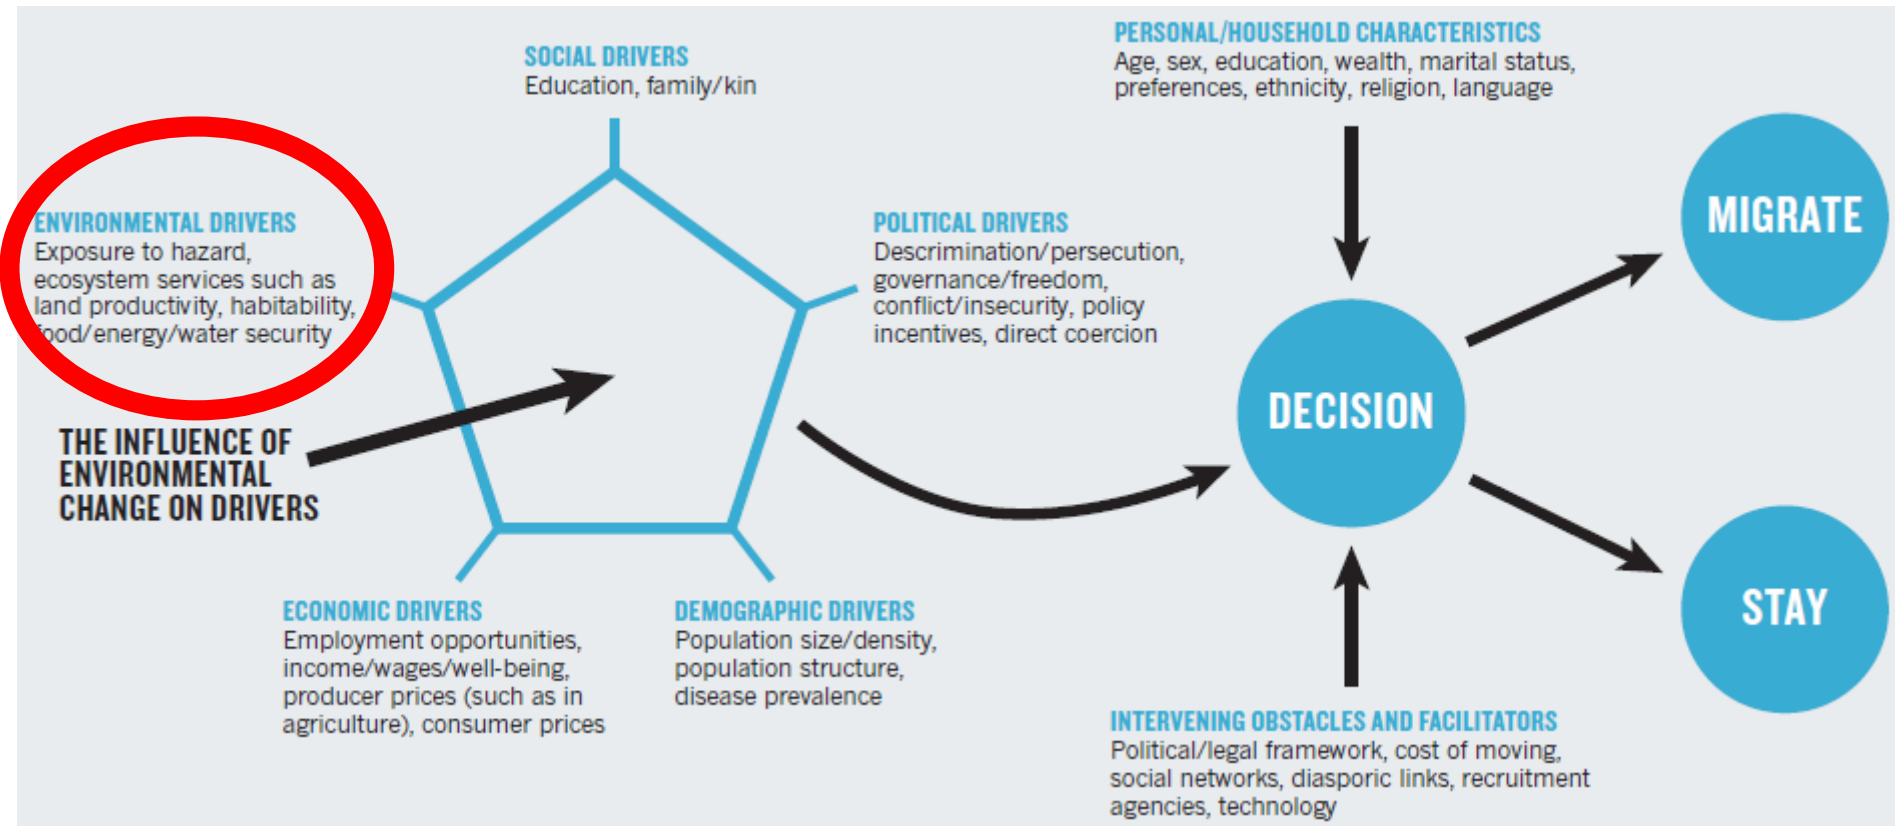 SOCIAL DRIVERS
Education, family/kin
ENVIRONMENTAL DRIVERS
Exposure to hazard,
ecosystem services such as
land productivity, habitability,
food/energy/water security
POLITICAL DRIVERS
Descrimination/persecution,
governance/freedom,
conflict/insecurity, policy
incentives, direct coercion
THE INFLUENCE OF
ENVIRONMENTAL
CHANGE ON DRIVERS
ECONOMIC DRIVERS
Employment opportunities,
income/wages/well-being,
producer prices (such as in
agriculture), consumer prices
DEMOGRAPHIC DRIVERS
Population size/density,
population structure,
disease prevalence
PERSONAL/HOUSEHOLD CHARACTERISTICS
Age, sex, education, wealth, marital status,
preferences, ethnicity, religion, language
DECISION
INTERVENING OBSTACLES AND FACILITATORS
Political/legal framework, cost of moving,
social networks, diasporic links, recruitment
agencies, technology
MIGRATE
STAY